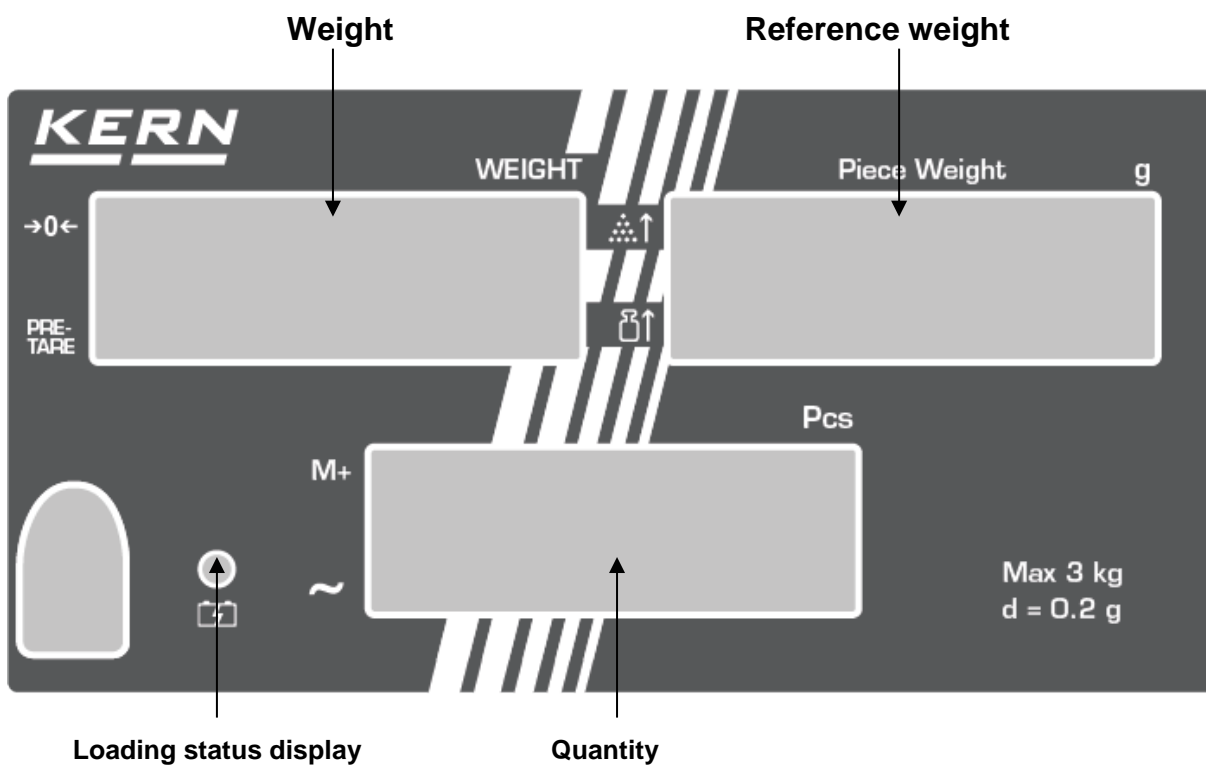 Weight
Reference weight
KERN
WEIGHT
Piece Weight g
→0←
PRE-
TARE
Pcs
M+
~
Max 3 kg
d = 0.2 g
Loading status display
Quantity